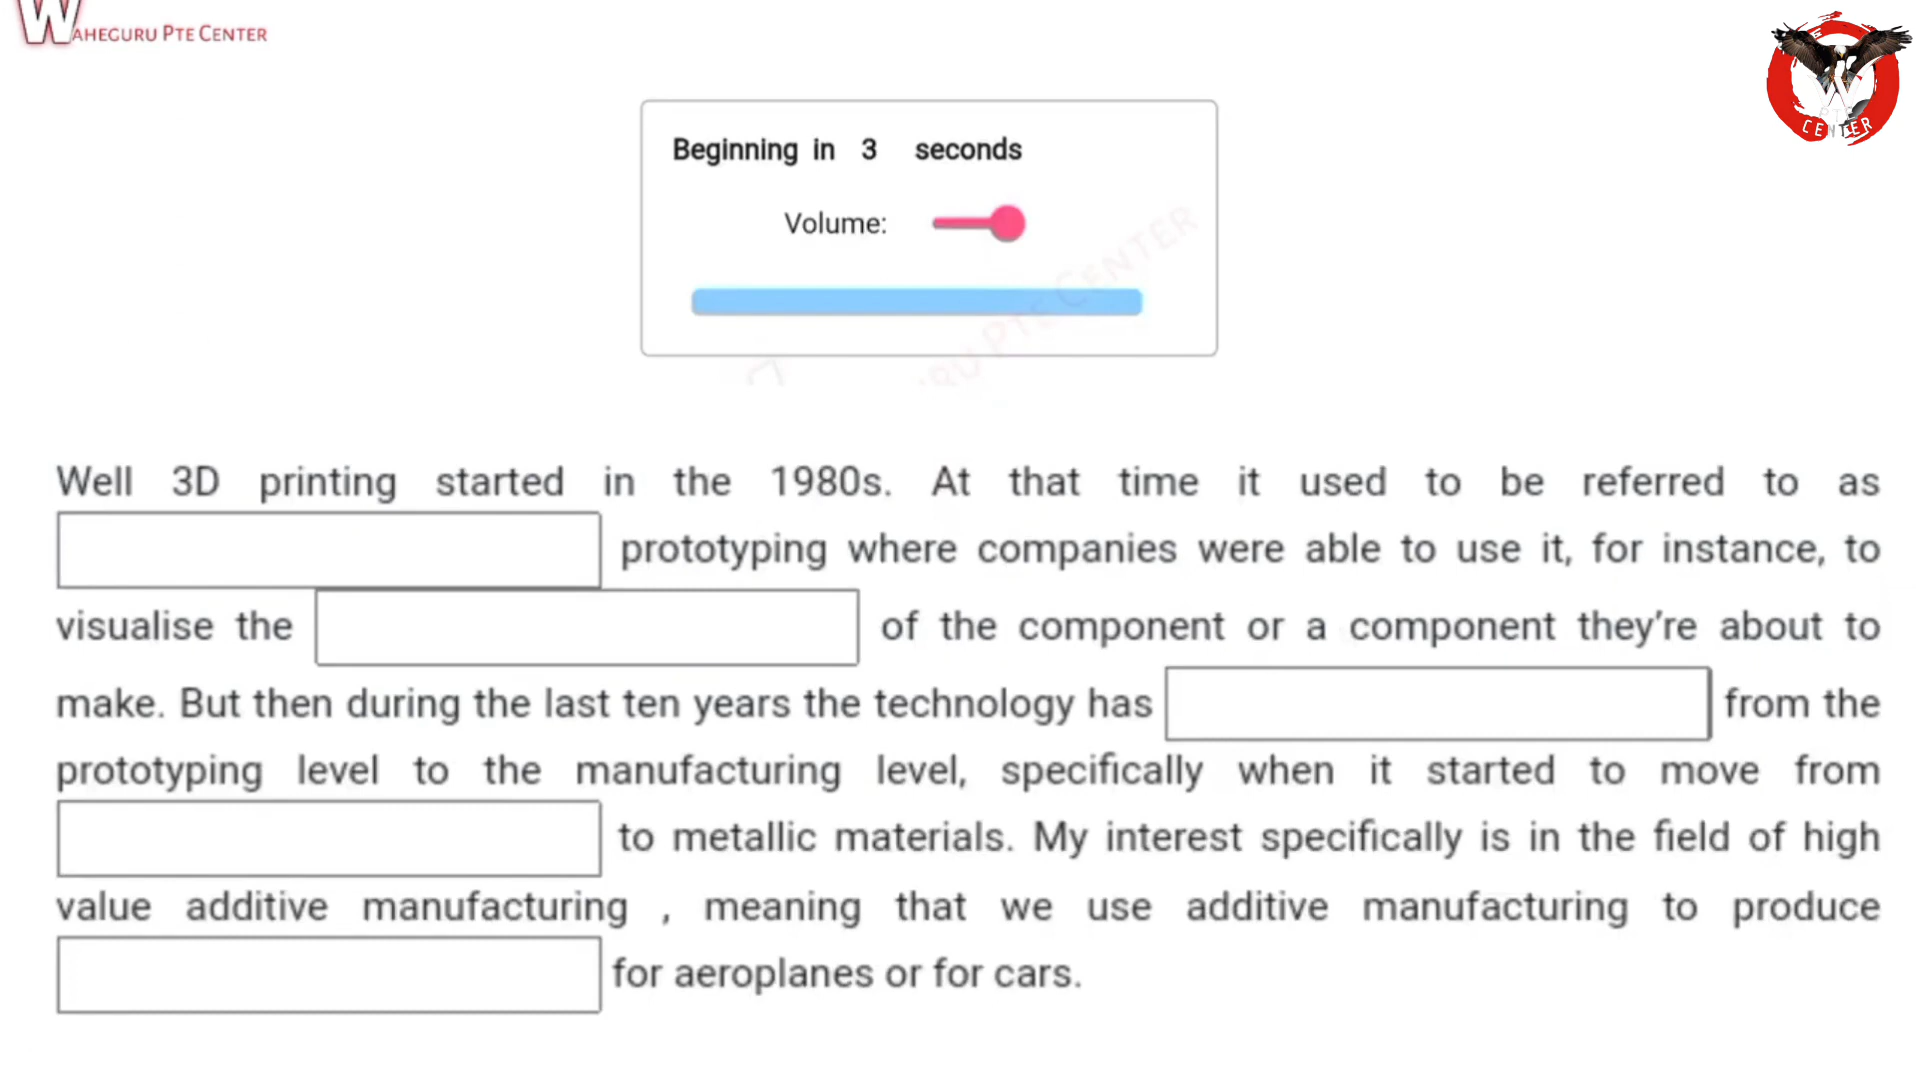 WAHEGURU PTE CENTER
PTE
CENTER
Beginning in 3 seconds
Volume:
RU PTE CENTER
Well 3D printing started in the 1980s. At that time it used to be referred to as
prototyping where companies were able to use it, for instance, to
visualise the of the component or a component they're about to
make. But then during the last ten years the technology has from the
prototyping level to the manufacturing level, specifically when it started to move from
to metallic materials. My interest specifically is in the field of high
value additive manufacturing , meaning that we use additive manufacturing to produce
for aeroplanes or for cars.